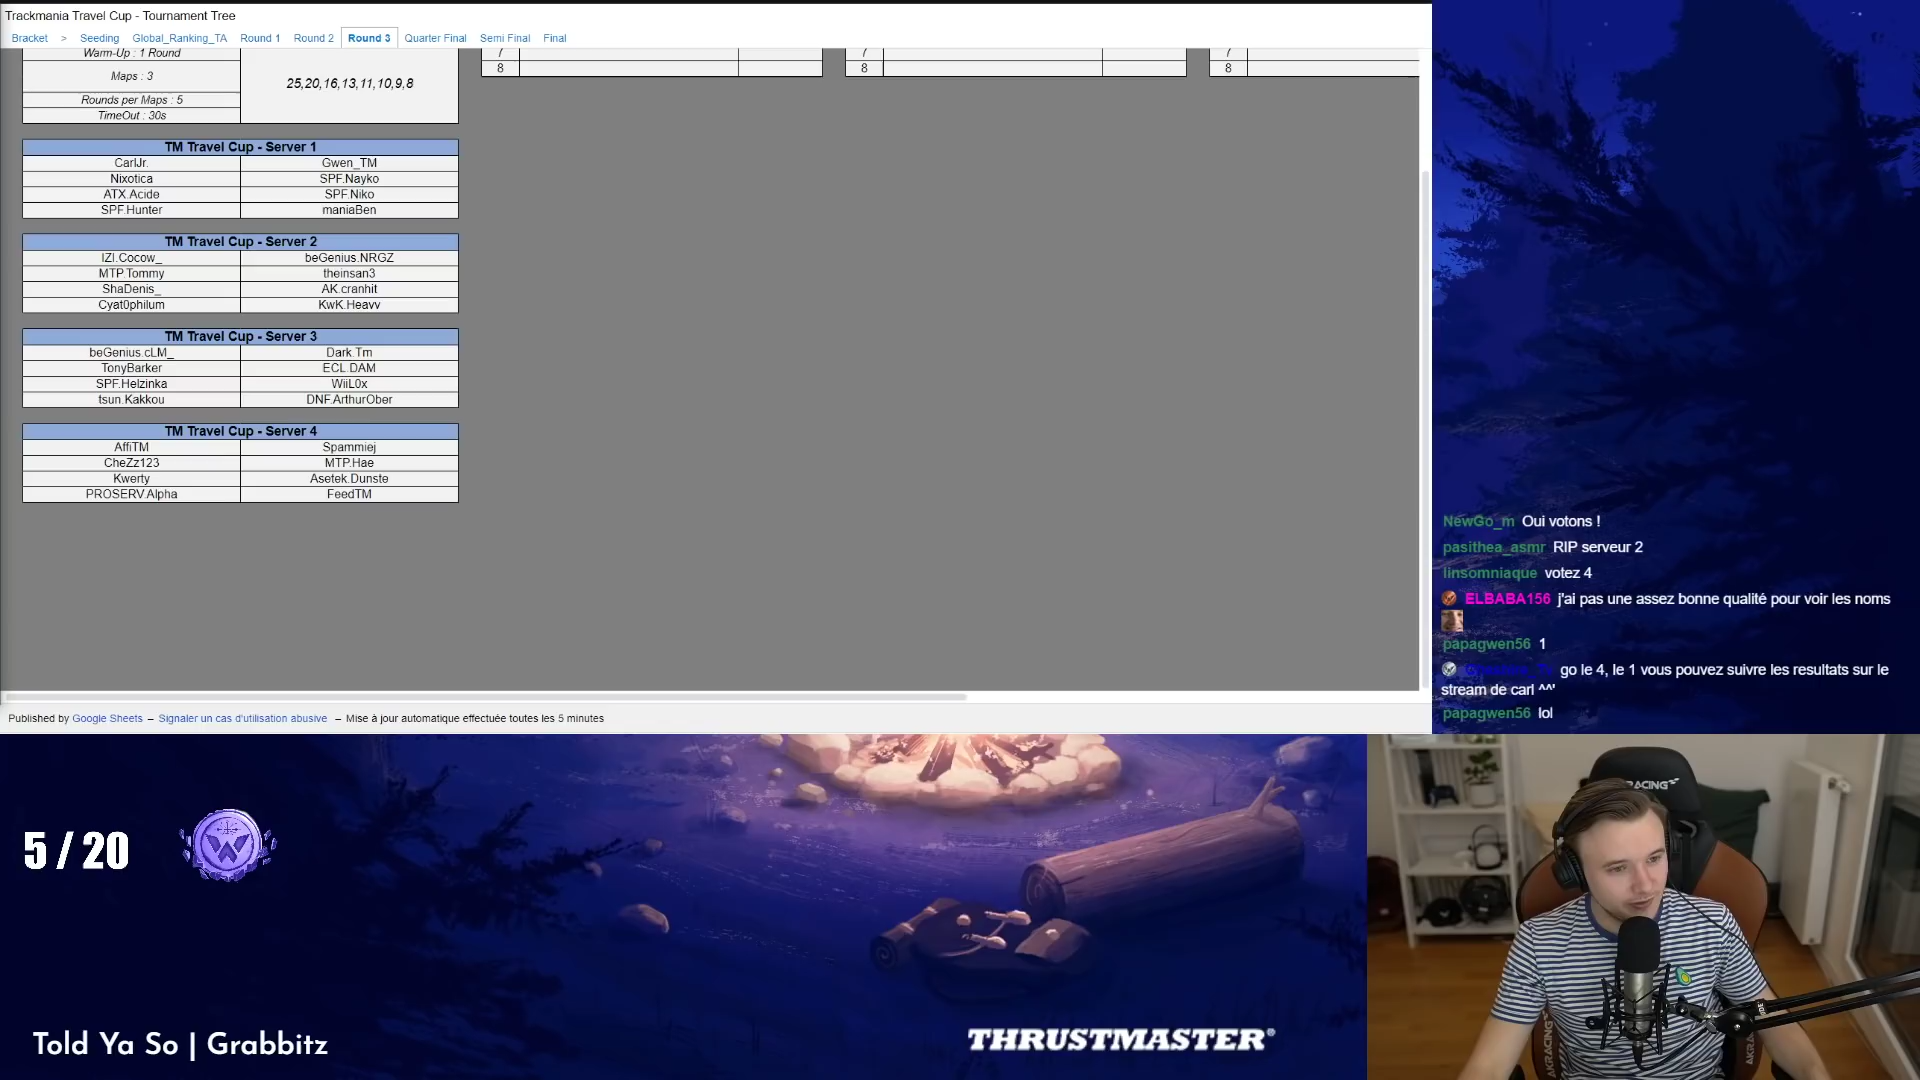 Trackmania Travel Cup - Tournament Tree
Bracket > Seeding Global_Ranking_TA Round 1 Round 2 Round 3 Quarter Final Semi Final Final
Warm-Up : 1 Round
Maps : 3
25,20,16,13,11,10,9,8
Rounds per Maps : 5
TimeOut : 30s
7 7 7
8 8 8
TM Travel Cup - Server 1
CarlJr. Gwen_TM
Nixotica SPF.Nayko
ATX.Acide SPF.Niko
SPF.Hunter maniaBen
TM Travel Cup - Server 2
IZI.Cocow_ beGenius.NRGZ
MTP.Tommy theinsan3
ShaDenis_ AK.cranhit
Cyat0philum KwK.Heavv
TM Travel Cup - Server 3
beGenius.cLM_ Dark.Tm
TonyBarker ECL.DAM
SPF.Helzinka WiiL0x
tsun.Kakkou DNF.ArthurOber
TM Travel Cup - Server 4
AffiTM Spammiej
CheZz123 MTP.Hae
Kwerty Asetek.Dunste
PROSERV.Alpha FeedTM
Published by Google Sheets – Signaler un cas d'utilisation abusive – Mise à jour automatique effectuée toutes les 5 minutes
NewGo_m Oui votons !
pasithea_asmr RIP serveur 2
linsomniaque votez 4
ELBABA156 j'ai pas une assez bonne qualité pour voir les noms
papagwen56 1
go le 4, le 1 vous pouvez suivre les resultats sur le
stream de carl ^^'
papagwen56 lol
5 / 20
Told Ya So | Grabbitz
THRUSTMASTER®
AKRACING
AKRACING